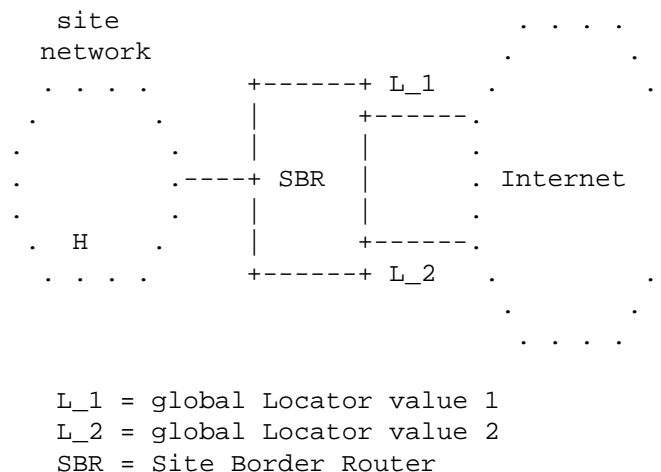 site
network
L_1
SBR
Internet
H
L_2
L_1 = global Locator value 1
L_2 = global Locator value 2
SBR = Site Border Router